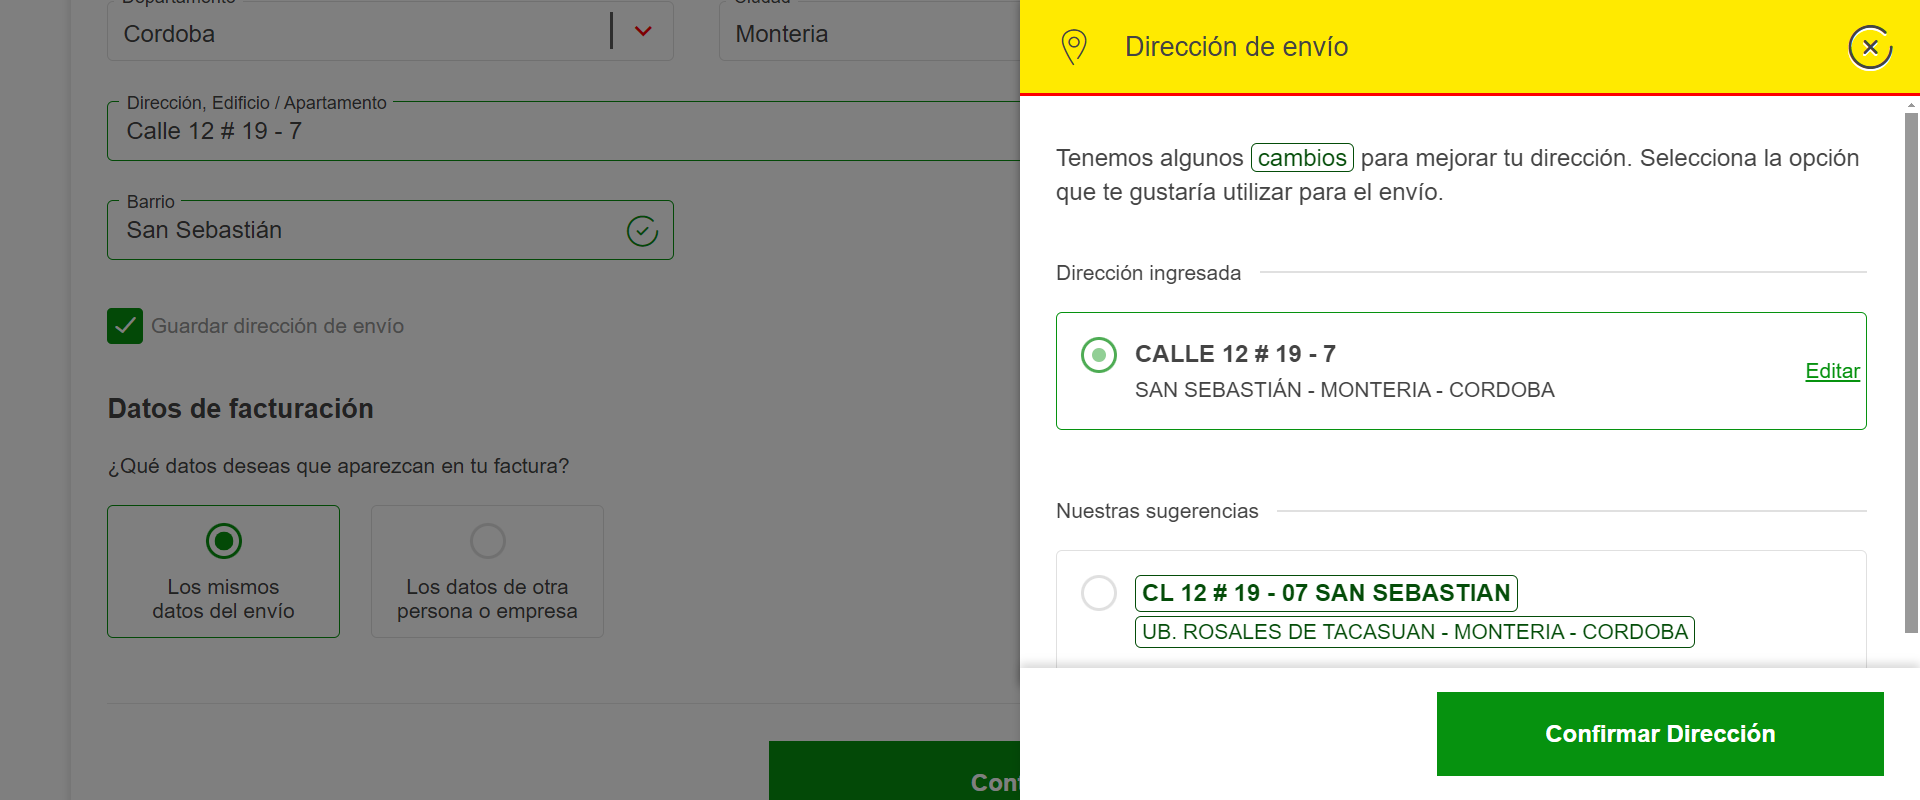 Departamento
Cordoba
Ciudad
Monteria
Dirección, Edificio / Apartamento
Calle 12 # 19 - 7
Barrio
San Sebastián
Guardar dirección de envío
Datos de facturación
¿Qué datos deseas que aparezcan en tu factura?
Los mismos
datos del envío
Los datos de otra
persona o empresa
Dirección de envío
Tenemos algunos cambios para mejorar tu dirección. Selecciona la opción
que te gustaría utilizar para el envío.
Dirección ingresada
CALLE 12 # 19 - 7
SAN SEBASTIÁN - MONTERIA - CORDOBA
Editar
Nuestras sugerencias
CL 12 # 19 - 07 SAN SEBASTIAN
UB. ROSALES DE TACASUAN - MONTERIA - CORDOBA
Confirmar Dirección